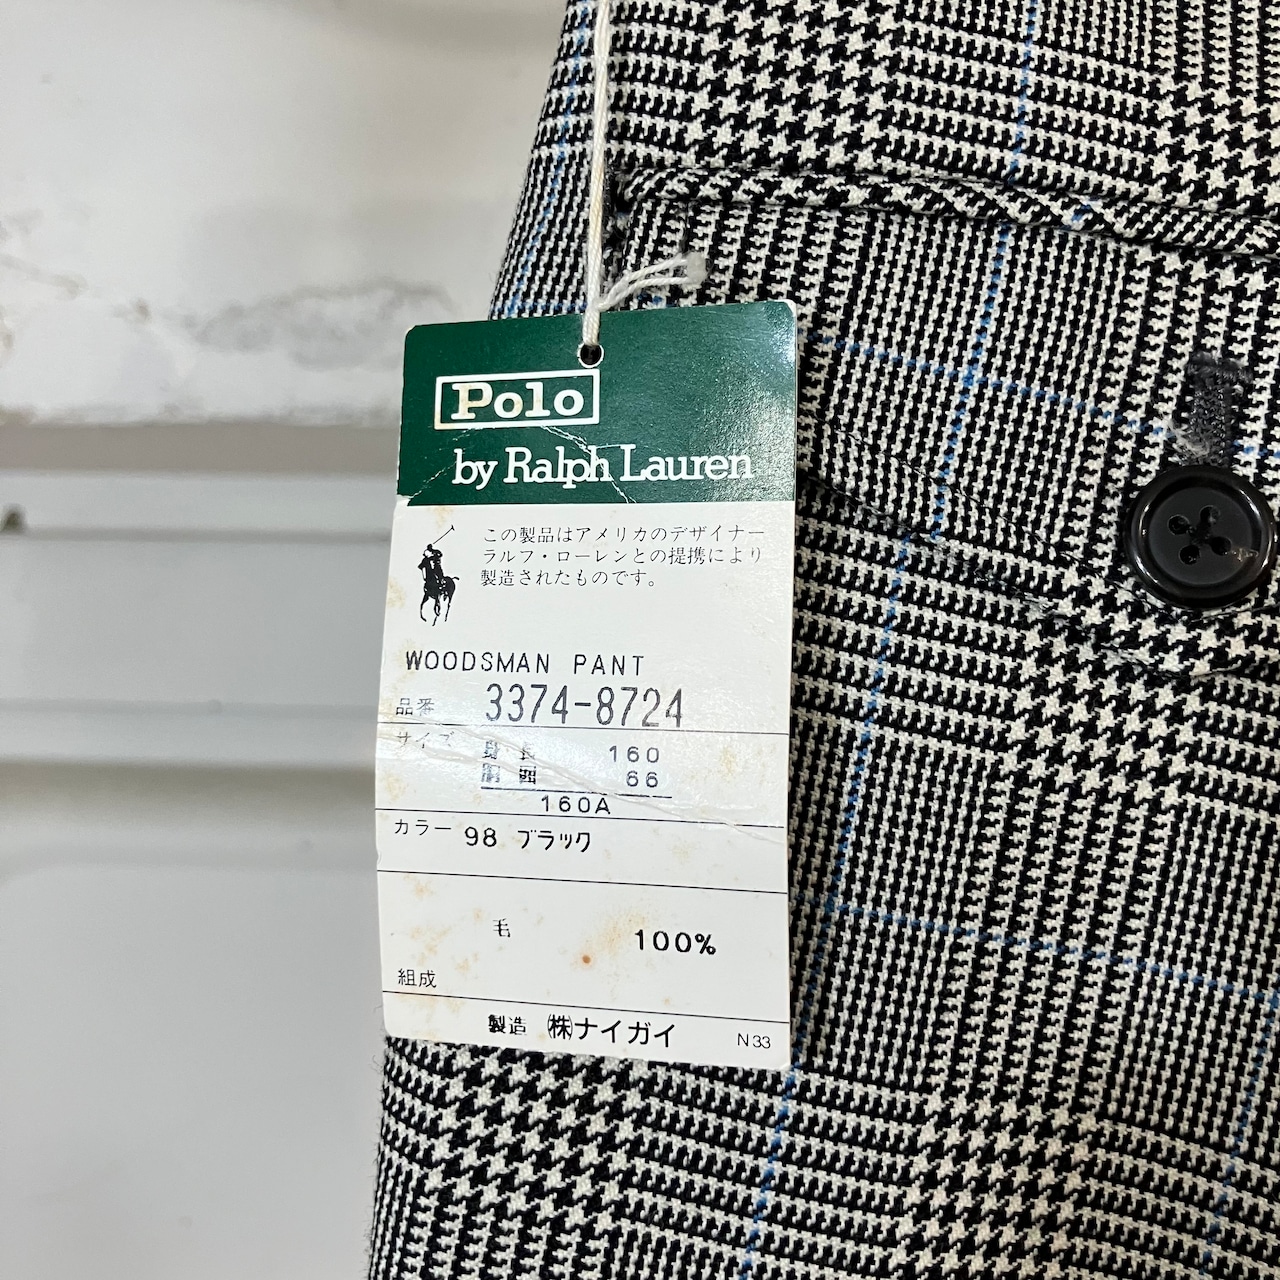 Polo
by Ralph Lauren
この製品はアメリカのデザイナー
ラルフ・ローレンとの提携により
製造されたものです。
WOODSMAN PANT
品番 3374-8724
サイズ 身長 160
胴囲 66
160A
カラー 98 ブラック
毛 100%
組成
製造 ㈱ナイガイ N33